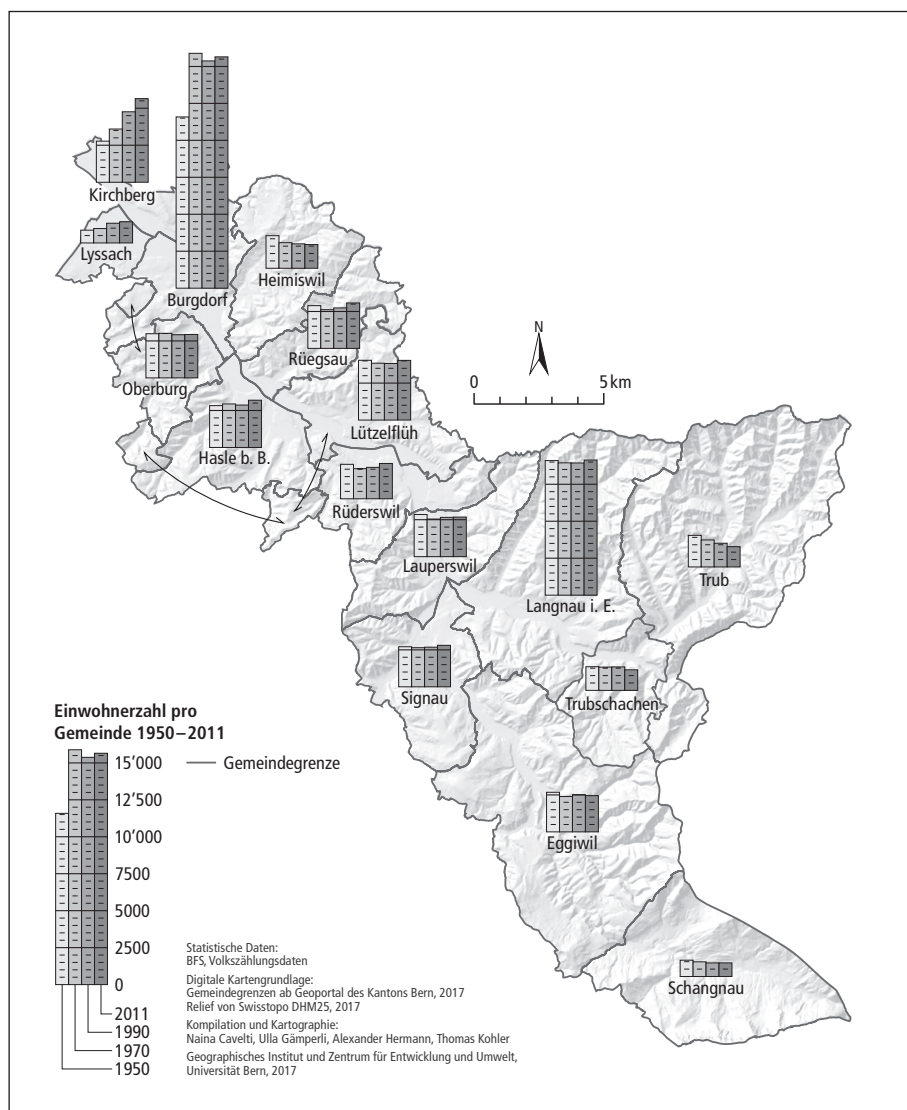 Kirchberg
Lyssach
Burgdorf
Heimiswil
Rüegsau
Oberburg
Lützelflüh
Hasle b. B.
N
0 5 km
Rüderswil
Lauperswil
Langnau i. E.
Trub
Signau
Trubschachen
Eggiwil
Schangnau
Einwohnerzahl pro
Gemeinde 1950–2011
15'000
Gemeindegrenze
12'500
10'000
7500
5000
2500
0
2011
1990
1970
1950
Statistische Daten:
BFS, Volkszählungsdaten
Digitale Kartengrundlage:
Gemeindegrenzen ab Geoportal des Kantons Bern, 2017
Relief von Swisstopo DHM25, 2017
Kompilation und Kartographie:
Naina Cavelti, Ulla Gämperli, Alexander Hermann, Thomas Kohler
Geographisches Institut und Zentrum für Entwicklung und Umwelt,
Universität Bern, 2017